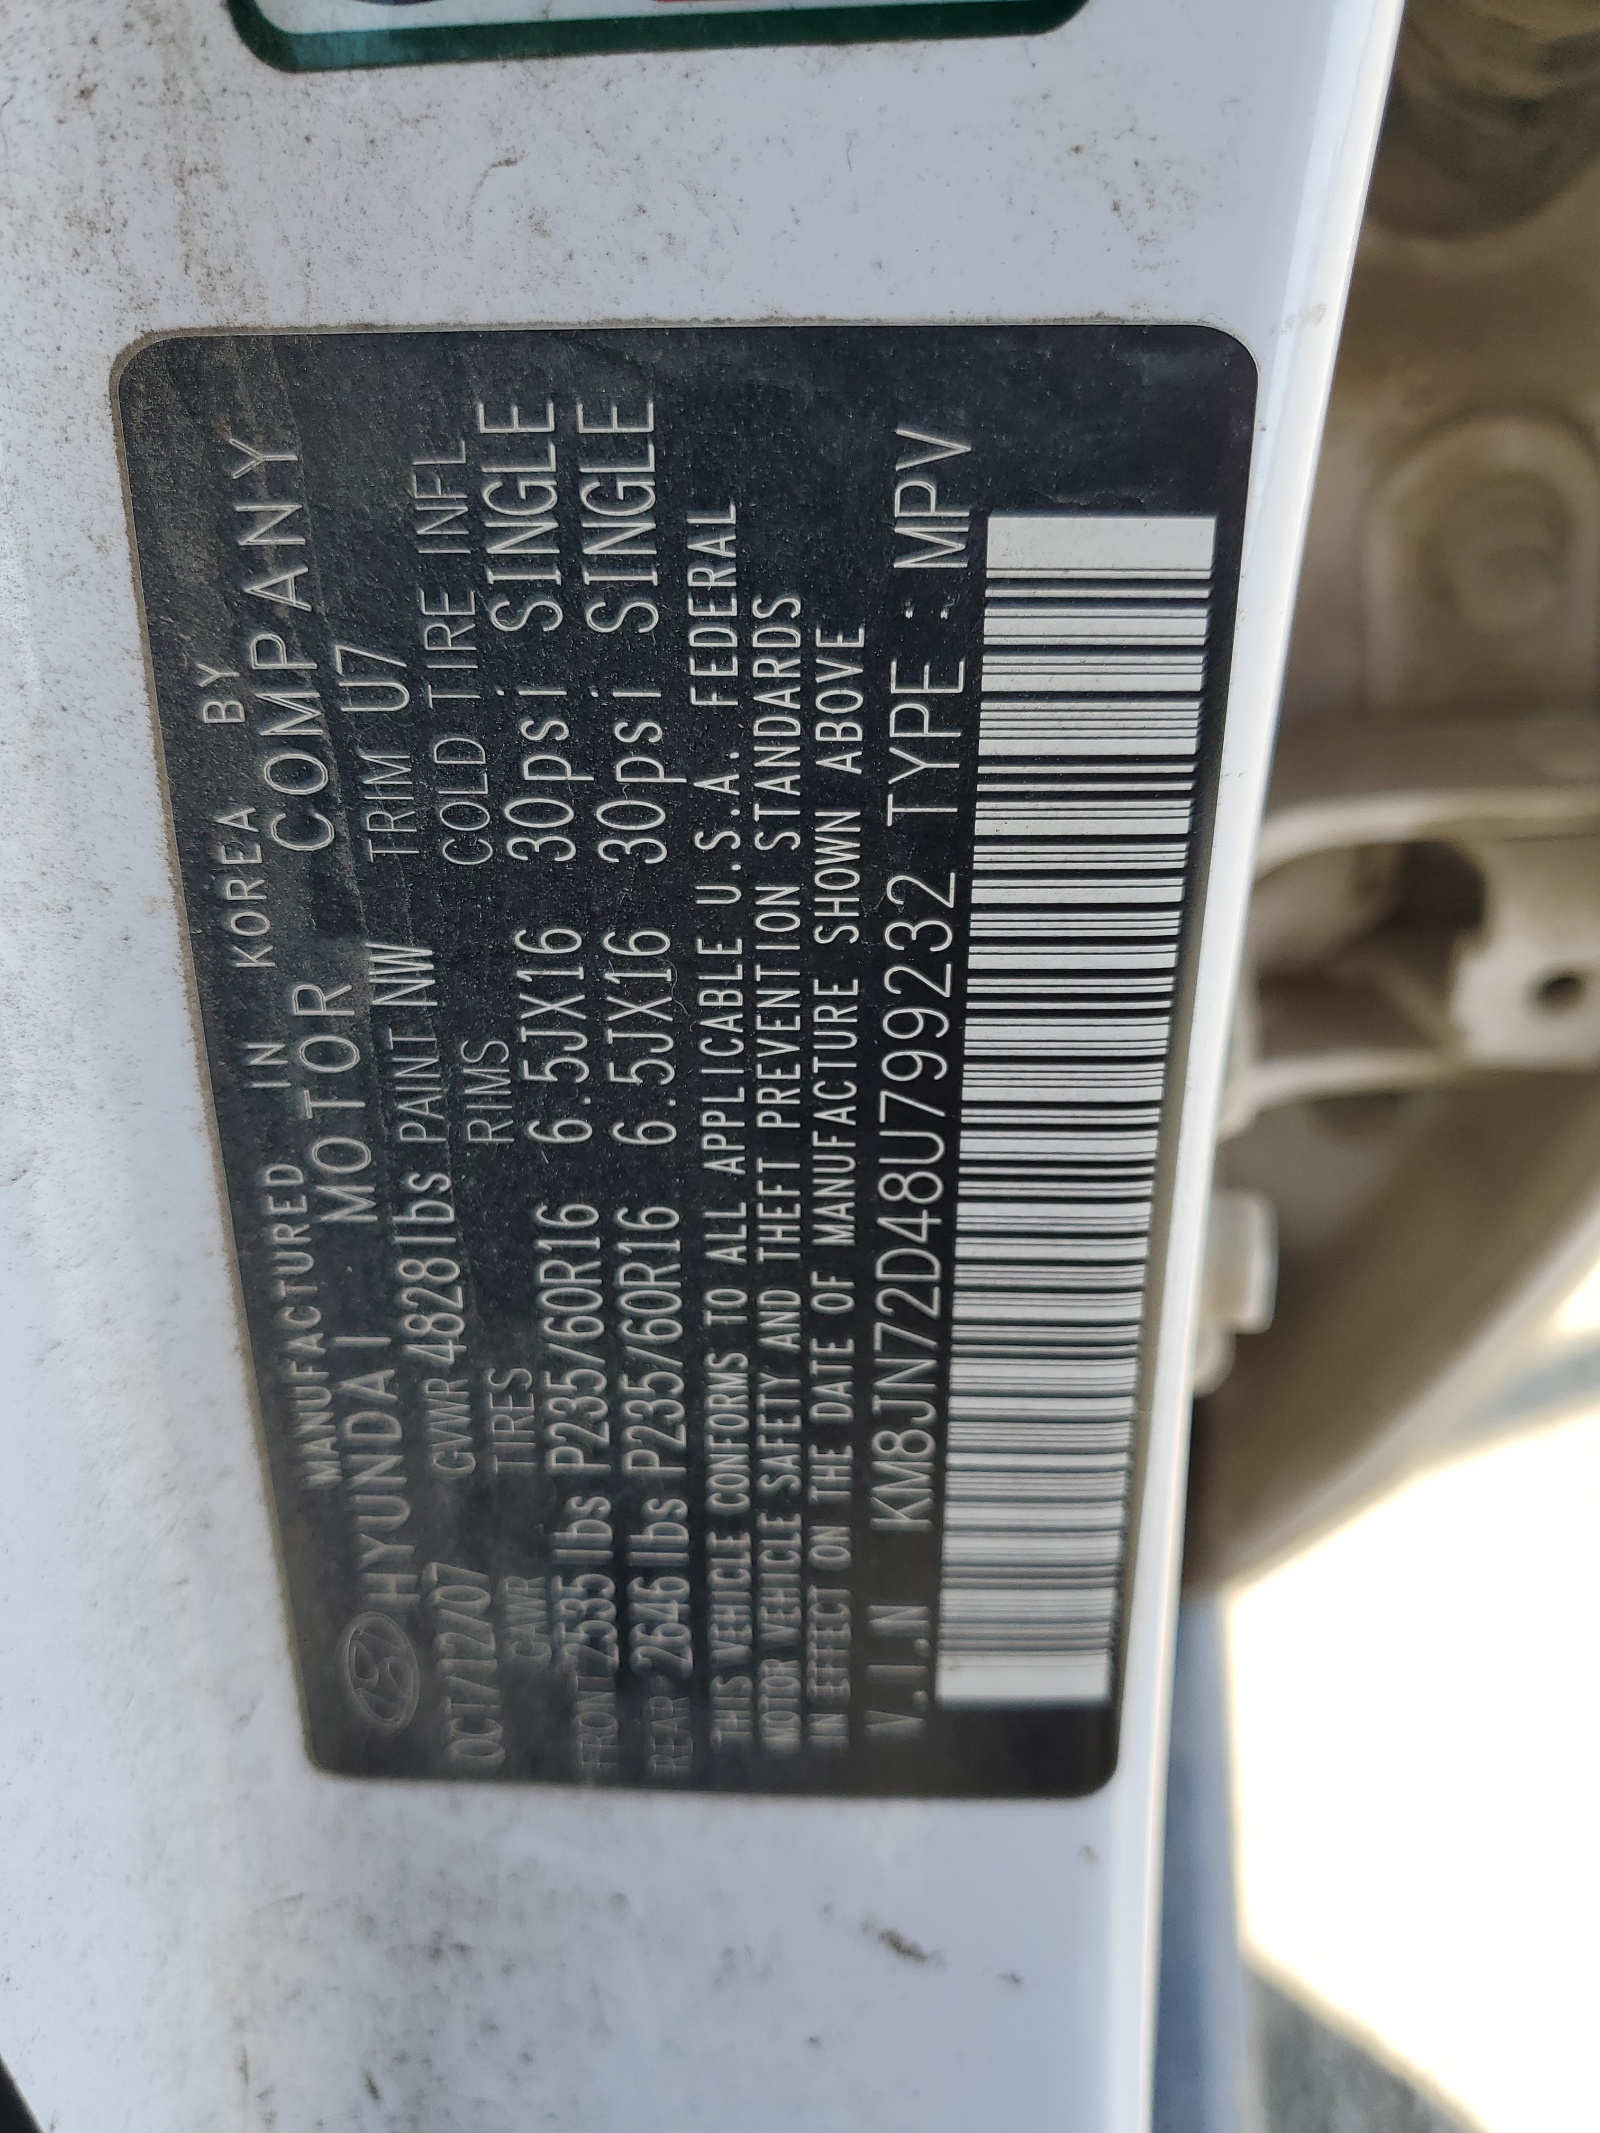 MANUFACTURED IN KOREA BY
HYUNDAI MOTOR COMPANY
OCT/12/07 GVWR 4828lbs PAINT NW TRIM U7
GAWR TIRES RIMS COLD TIRE INFL
FRONT 2535lbs P235/60R16 6.5JX16 30psi SINGLE
REAR 2646lbs P235/60R16 6.5JX16 30psi SINGLE
THIS VEHICLE CONFORMS TO ALL APPLICABLE U.S.A. FEDERAL
MOTOR VEHICLE SAFETY AND THEFT PREVENTION STANDARDS
IN EFFECT ON THE DATE OF MANUFACTURE SHOWN ABOVE
V.I.N KM8JN72D48U799232 TYPE : MPV